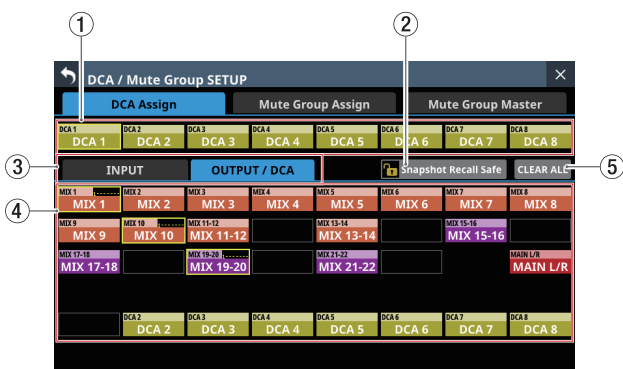 ① ②
DCA / Mute Group SETUP ×
DCA Assign Mute Group Assign Mute Group Master
DCA 1 DCA 2 DCA 3 DCA 4 DCA 5 DCA 6 DCA 7 DCA 8
DCA 1 DCA 2 DCA 3 DCA 4 DCA 5 DCA 6 DCA 7 DCA 8
③ INPUT OUTPUT / DCA Snapshot Recall Safe CLEAR ALL ⑤
④ MIX 1 MIX 2 MIX 3 MIX 4 MIX 5 MIX 6 MIX 7 MIX 8
MIX 1 MIX 2 MIX 3 MIX 4 MIX 5 MIX 6 MIX 7 MIX 8
MIX 9 MIX 10 MIX 11-12 MIX 13-14 MIX 15-16
MIX 9 MIX 10 MIX 11-12 MIX 13-14 MIX 15-16
MIX 17-18 MIX 19-20 MIX 21-22 MAIN L/R
MIX 17-18 MIX 19-20 MIX 21-22 MAIN L/R
DCA 2 DCA 3 DCA 4 DCA 5 DCA 6 DCA 7 DCA 8
DCA 2 DCA 3 DCA 4 DCA 5 DCA 6 DCA 7 DCA 8